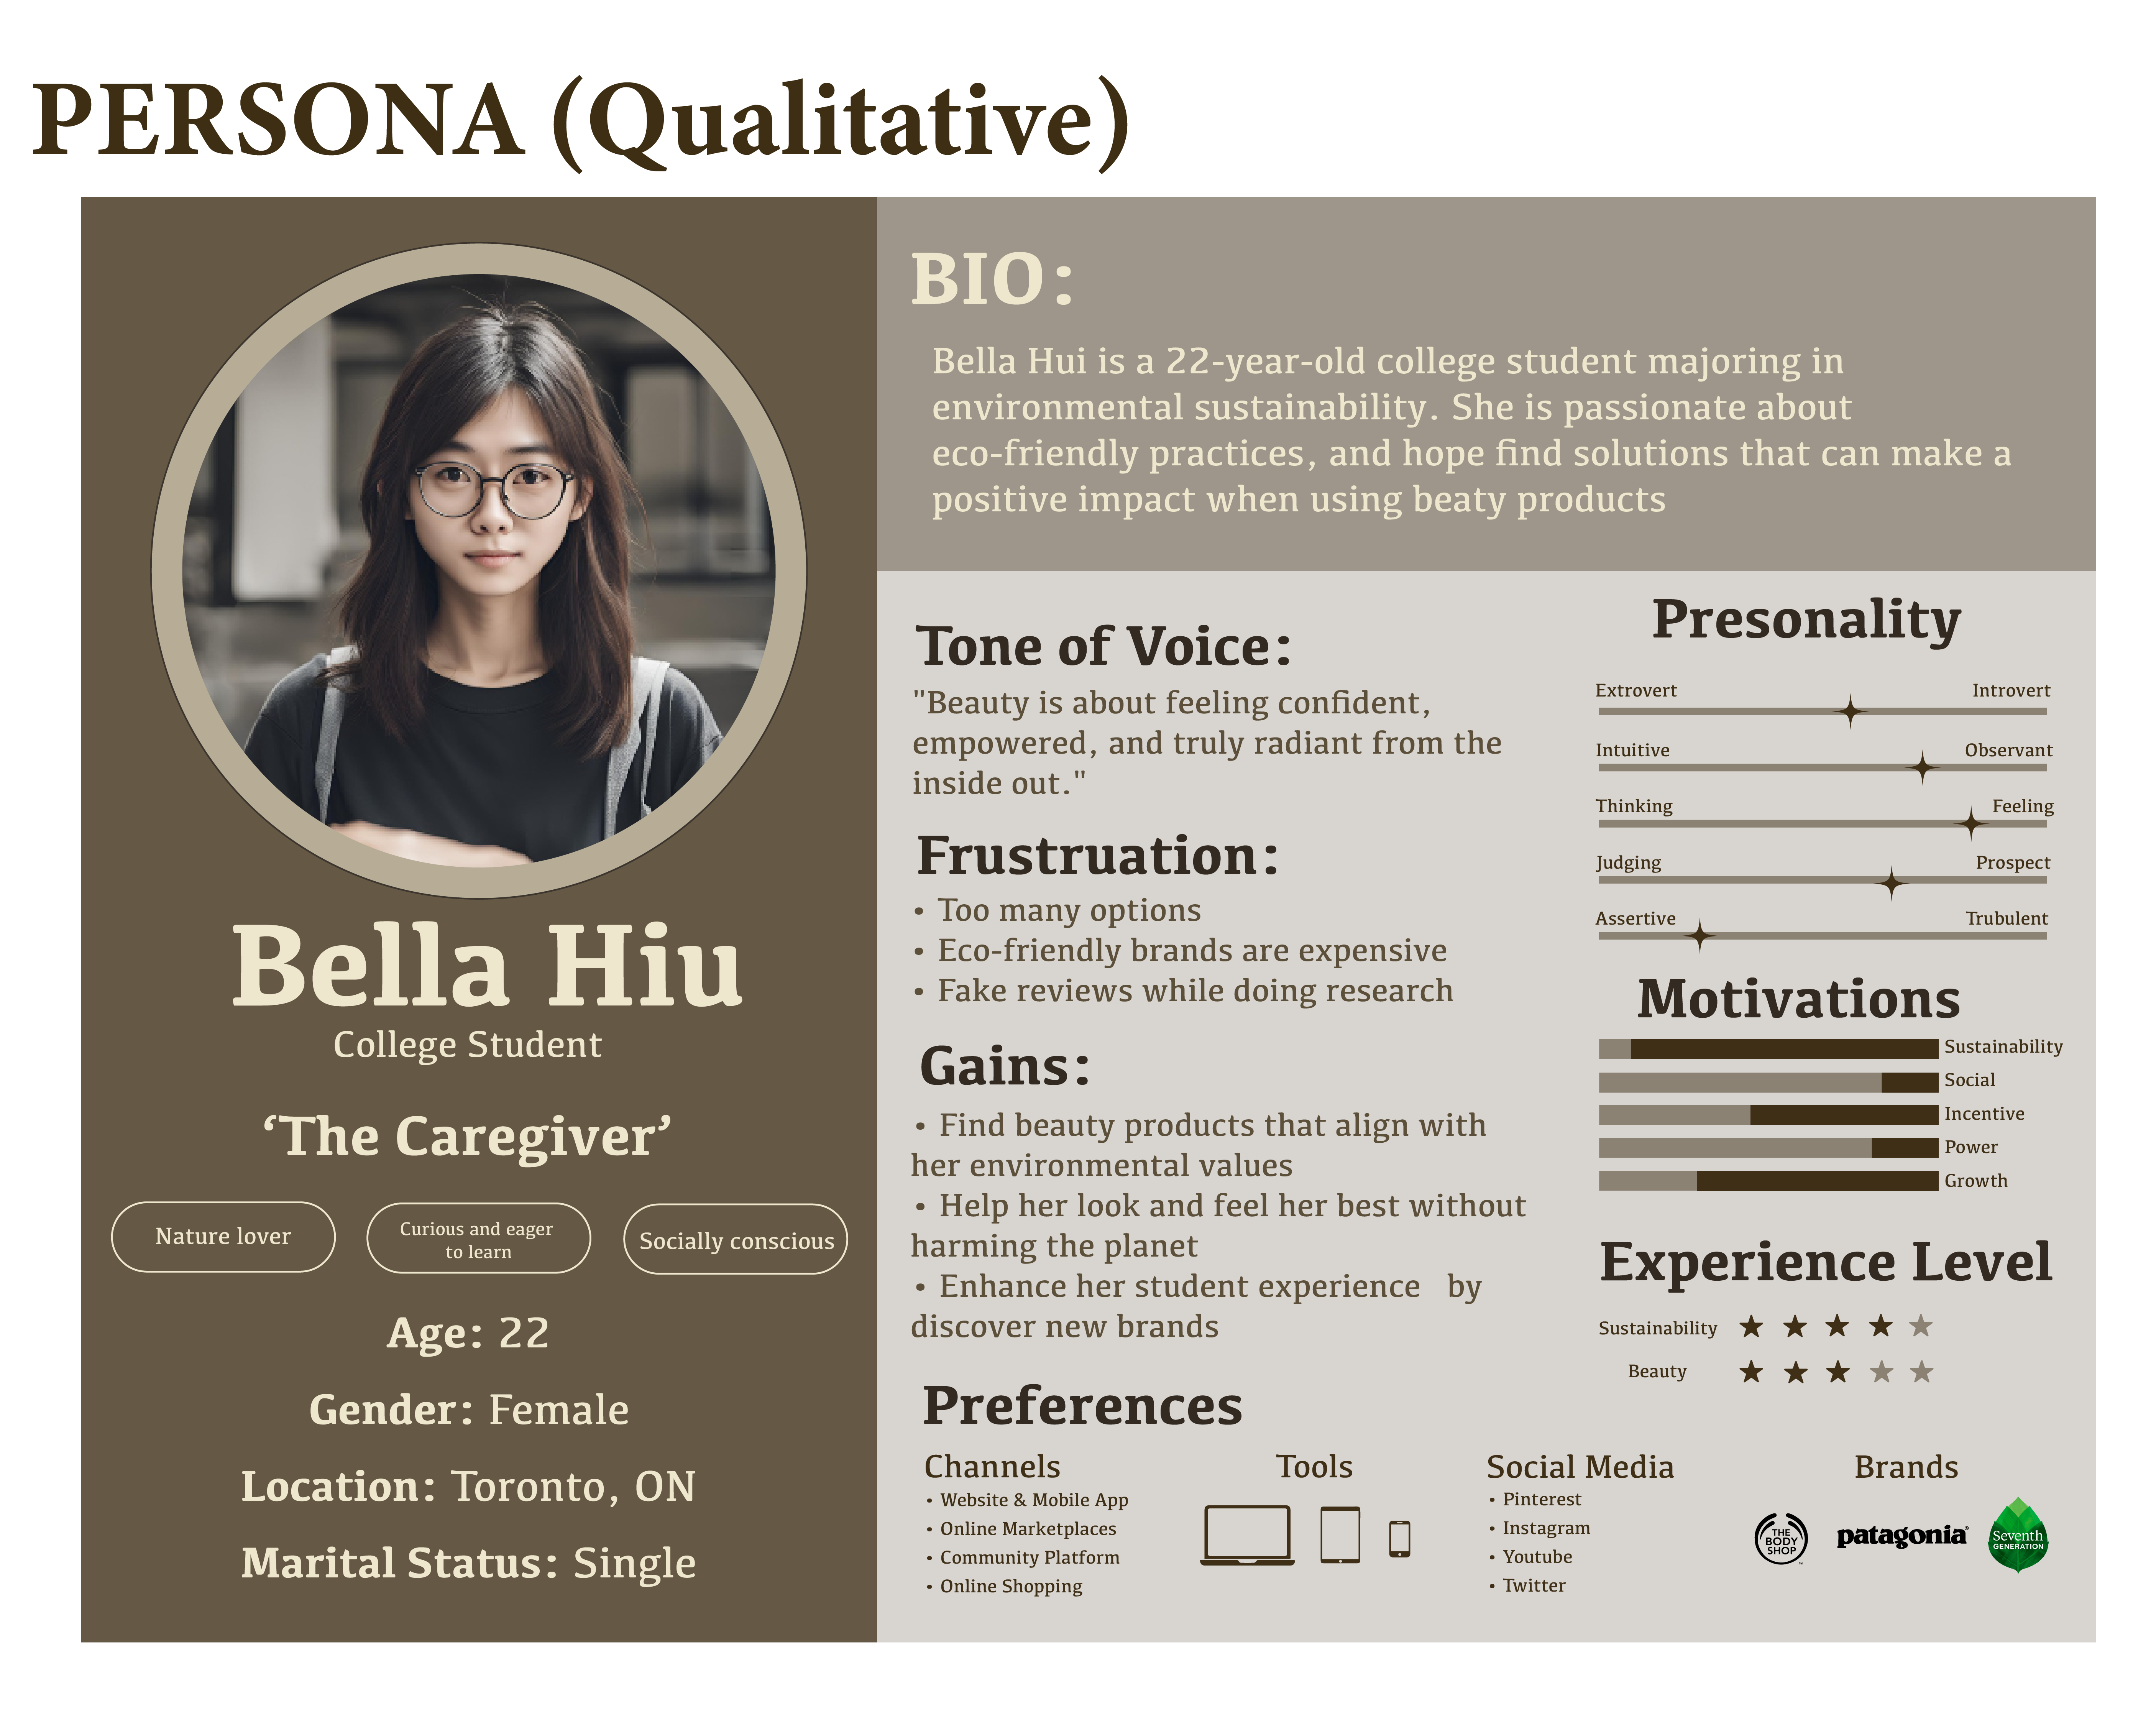 PERSONA (Qualitative)
Bella Hiu
College Student
‘The Caregiver’
Nature lover
Curious and eager
to learn
Socially conscious
Age: 22
Gender: Female
Location: Toronto, ON
Marital Status: Single
BIO:
Bella Hui is a 22-year-old college student majoring in
environmental sustainability. She is passionate about
eco-friendly practices, and hope find solutions that can make a
positive impact when using beaty products
Tone of Voice:
"Beauty is about feeling confident,
empowered, and truly radiant from the
inside out."
Frustruation:
• Too many options
• Eco-friendly brands are expensive
• Fake reviews while doing research
Gains:
• Find beauty products that align with
her environmental values
• Help her look and feel her best without
harming the planet
• Enhance her student experience by
discover new brands
Presonality
Extrovert Introvert
Intuitive Observant
Thinking Feeling
Judging Prospect
Assertive Trubulent
Motivations
Sustainability
Social
Incentive
Power
Growth
Experience Level
Sustainability
Beauty
Preferences
Channels
• Website & Mobile App
• Online Marketplaces
• Community Platform
• Online Shopping
Tools
Social Media
• Pinterest
• Instagram
• Youtube
• Twitter
Brands
THE
BODY
SHOP
patagonia®
Seventh
GENERATION